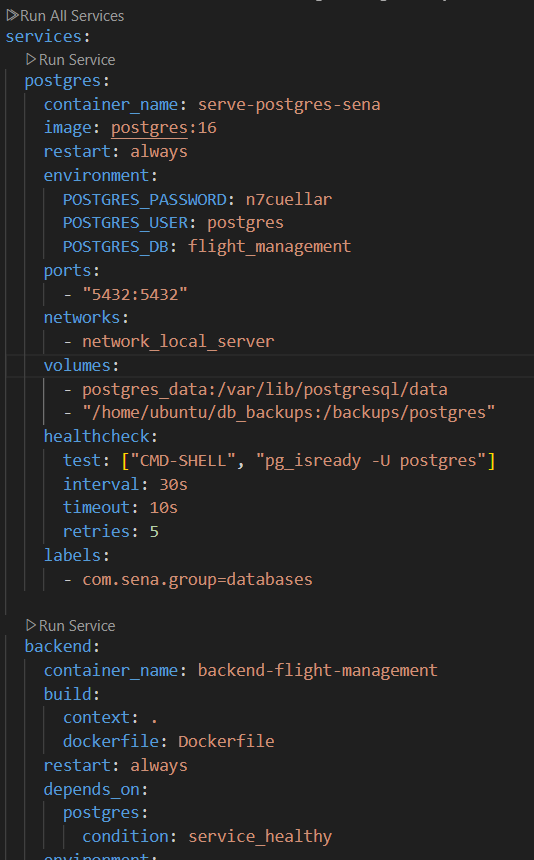 Run All Services
services:
Run Service
postgres:
container_name: serve-postgres-sena
image: postgres:16
restart: always
environment:
POSTGRES_PASSWORD: n7cuellar
POSTGRES_USER: postgres
POSTGRES_DB: flight_management
ports:
- "5432:5432"
networks:
- network_local_server
volumes:
- postgres_data:/var/lib/postgresql/data
- "/home/ubuntu/db_backups:/backups/postgres"
healthcheck:
test: ["CMD-SHELL", "pg_isready -U postgres"]
interval: 30s
timeout: 10s
retries: 5
labels:
- com.sena.group=databases
Run Service
backend:
container_name: backend-flight-management
build:
context: .
dockerfile: Dockerfile
restart: always
depends_on:
postgres:
condition: service_healthy
environment: